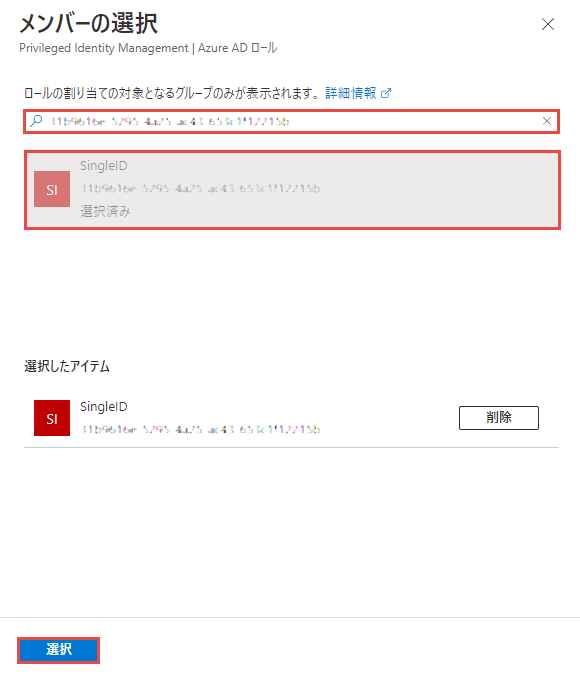 メンバーの選択
Privileged Identity Management | Azure AD ロール
ロールの割り当ての対象となるグループのみが表示されます。 詳細情報
SI
SingleID
選択済み
選択したアイテム
SI
SingleID
削除
選択